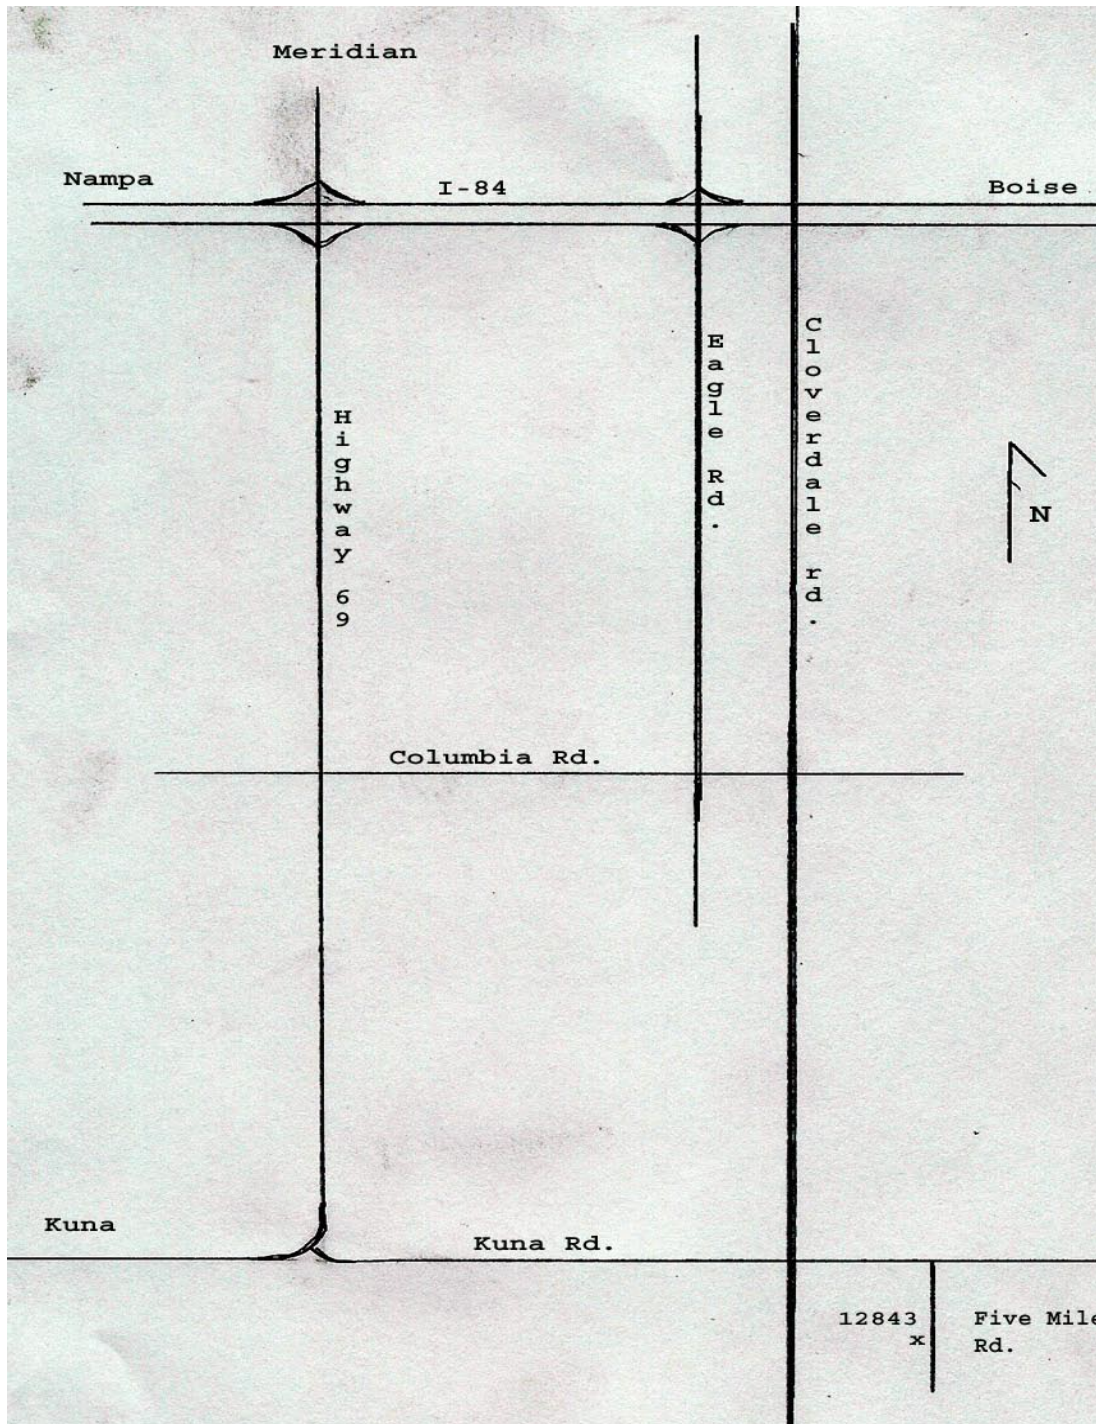 Meridian
Nampa
I-84
Boise
Highway 69
Eagle Rd.
Cloverdale rd.
N
Columbia Rd.
Kuna
Kuna Rd.
12843
x
Five Mile
Rd.